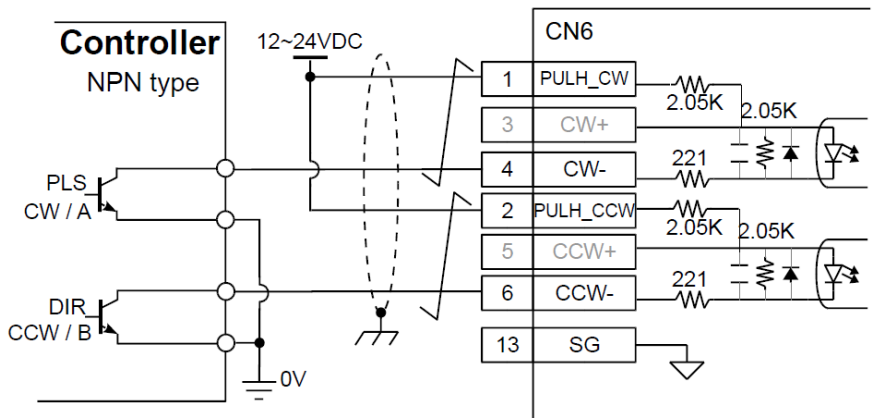 Controller
NPN type
12~24VDC
CN6
1 PULH_CW
2.05K
2.05K
3 CW+
4 CW-
221
PLS
CW / A
2 PULH_CCW
2.05K
2.05K
5 CCW+
6 CCW-
221
DIR
CCW / B
13 SG
0V